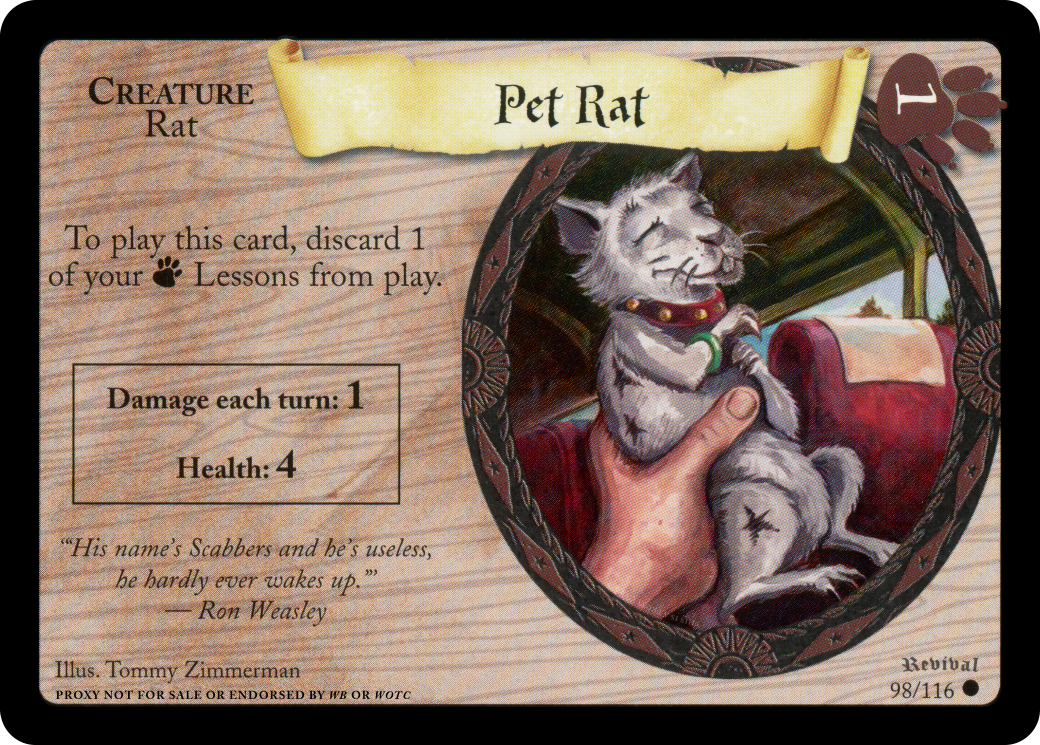 CREATURE
Rat
Pet Rat
1
To play this card, discard 1
of your Lessons from play.
Damage each turn: 1
Health: 4
“‘His name’s Scabbers and he’s useless,
he hardly ever wakes up.’”
— Ron Weasley
Illus. Tommy Zimmerman
PROXY NOT FOR SALE OR ENDORSED BY WB OR WOTC
Revival
98/116